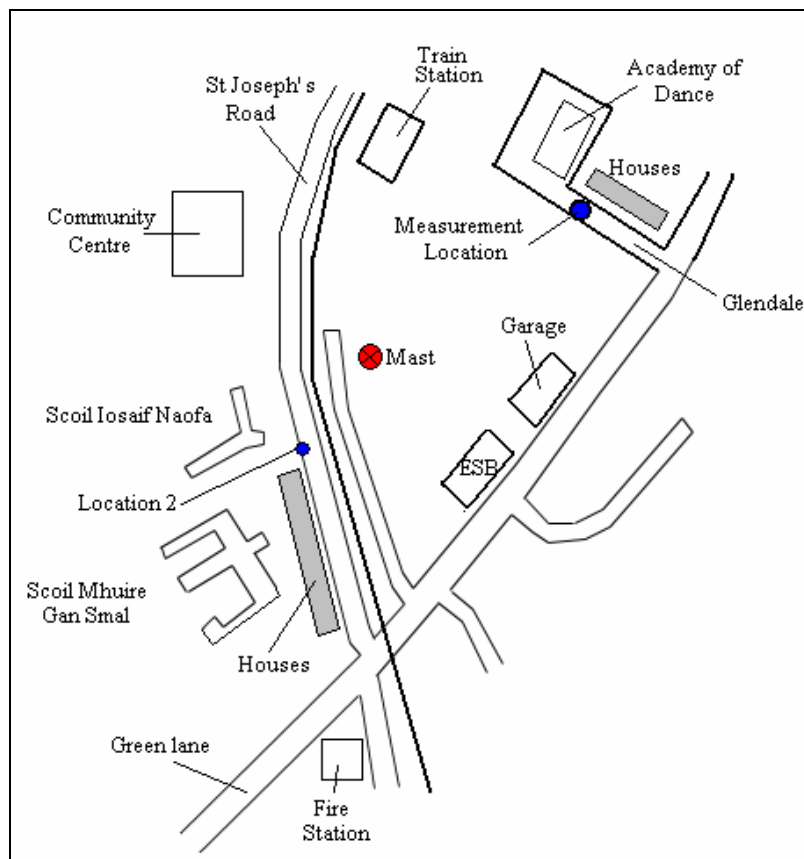 Train
Station
St Joseph's
Road
Academy of
Dance
Houses
Community
Centre
Measurement
Location
Glendale
Garage
Mast
Scoil Iosaif Naofa
ESB
Location 2
Scoil Mhuire
Gan Smal
Houses
Green lane
Fire
Station